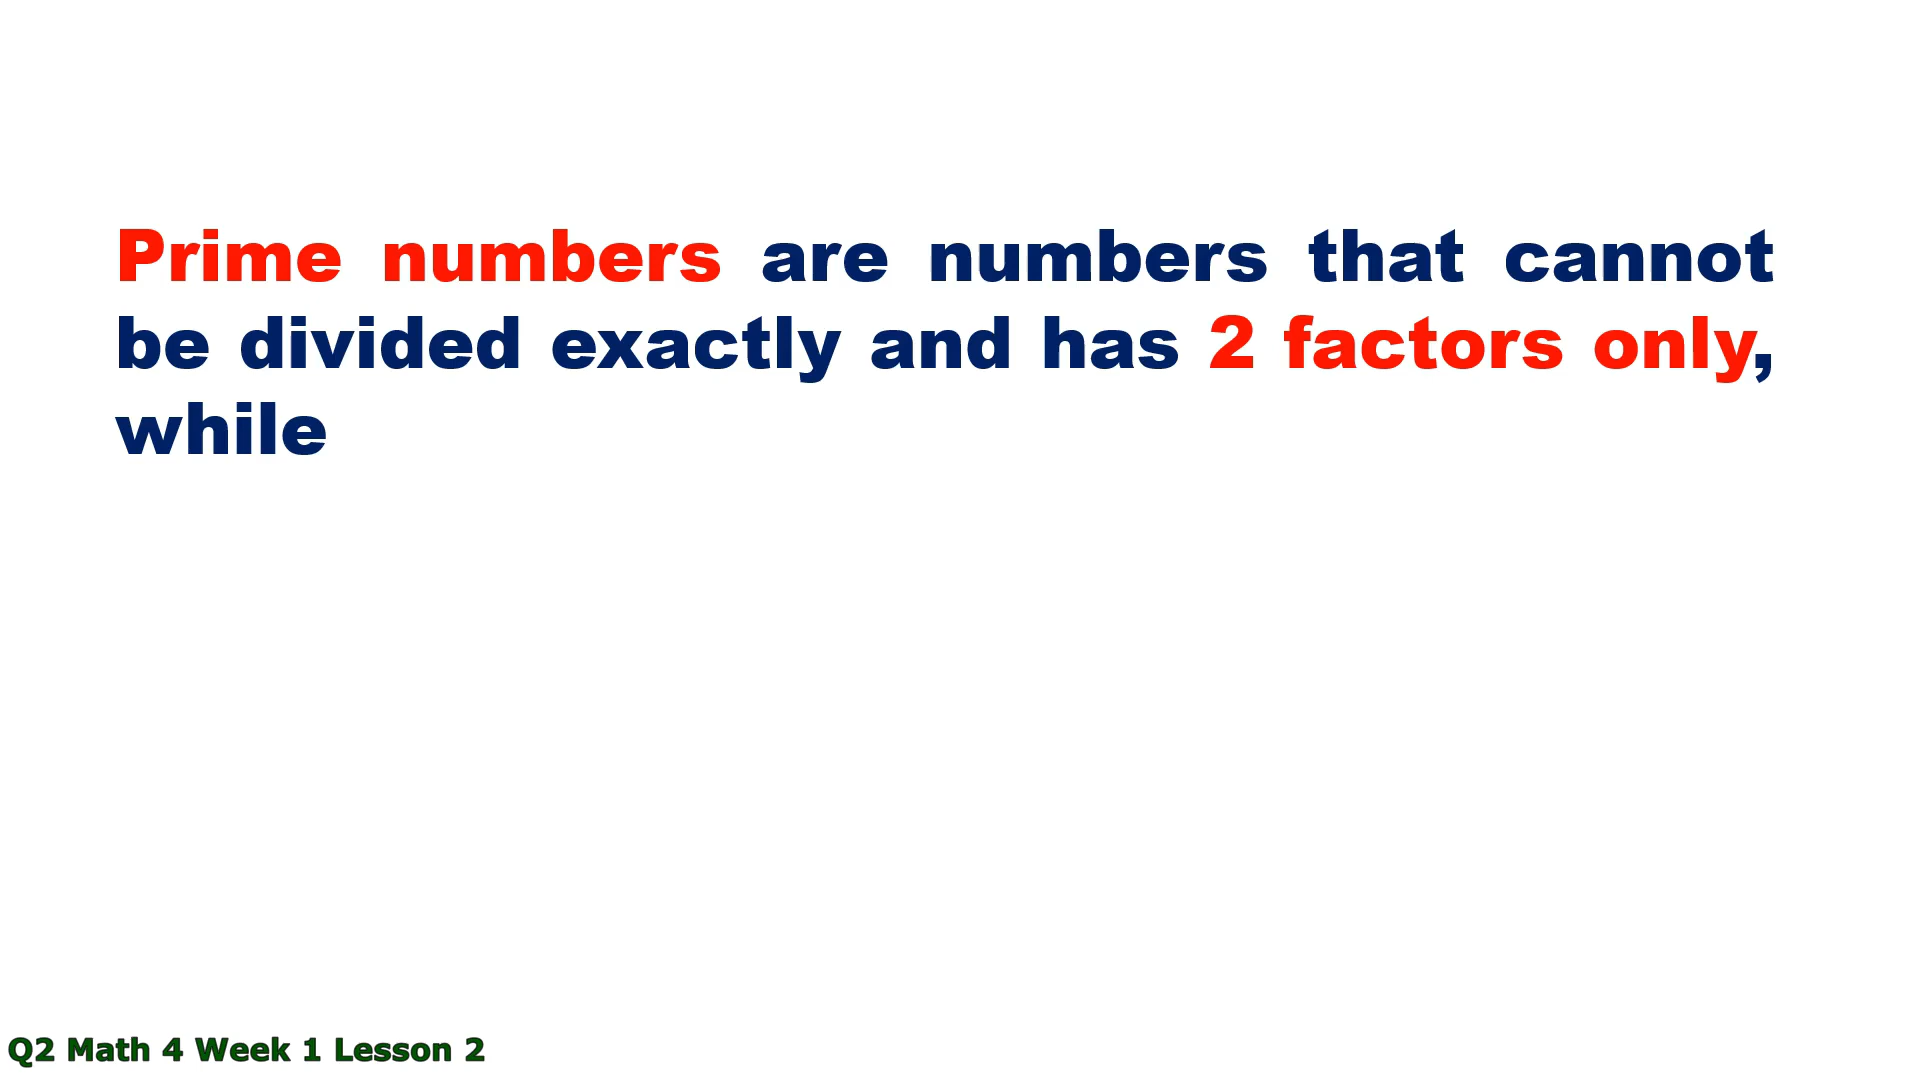 Prime numbers are numbers that cannot
be divided exactly and has 2 factors only,
while
Q2 Math 4 Week 1 Lesson 2